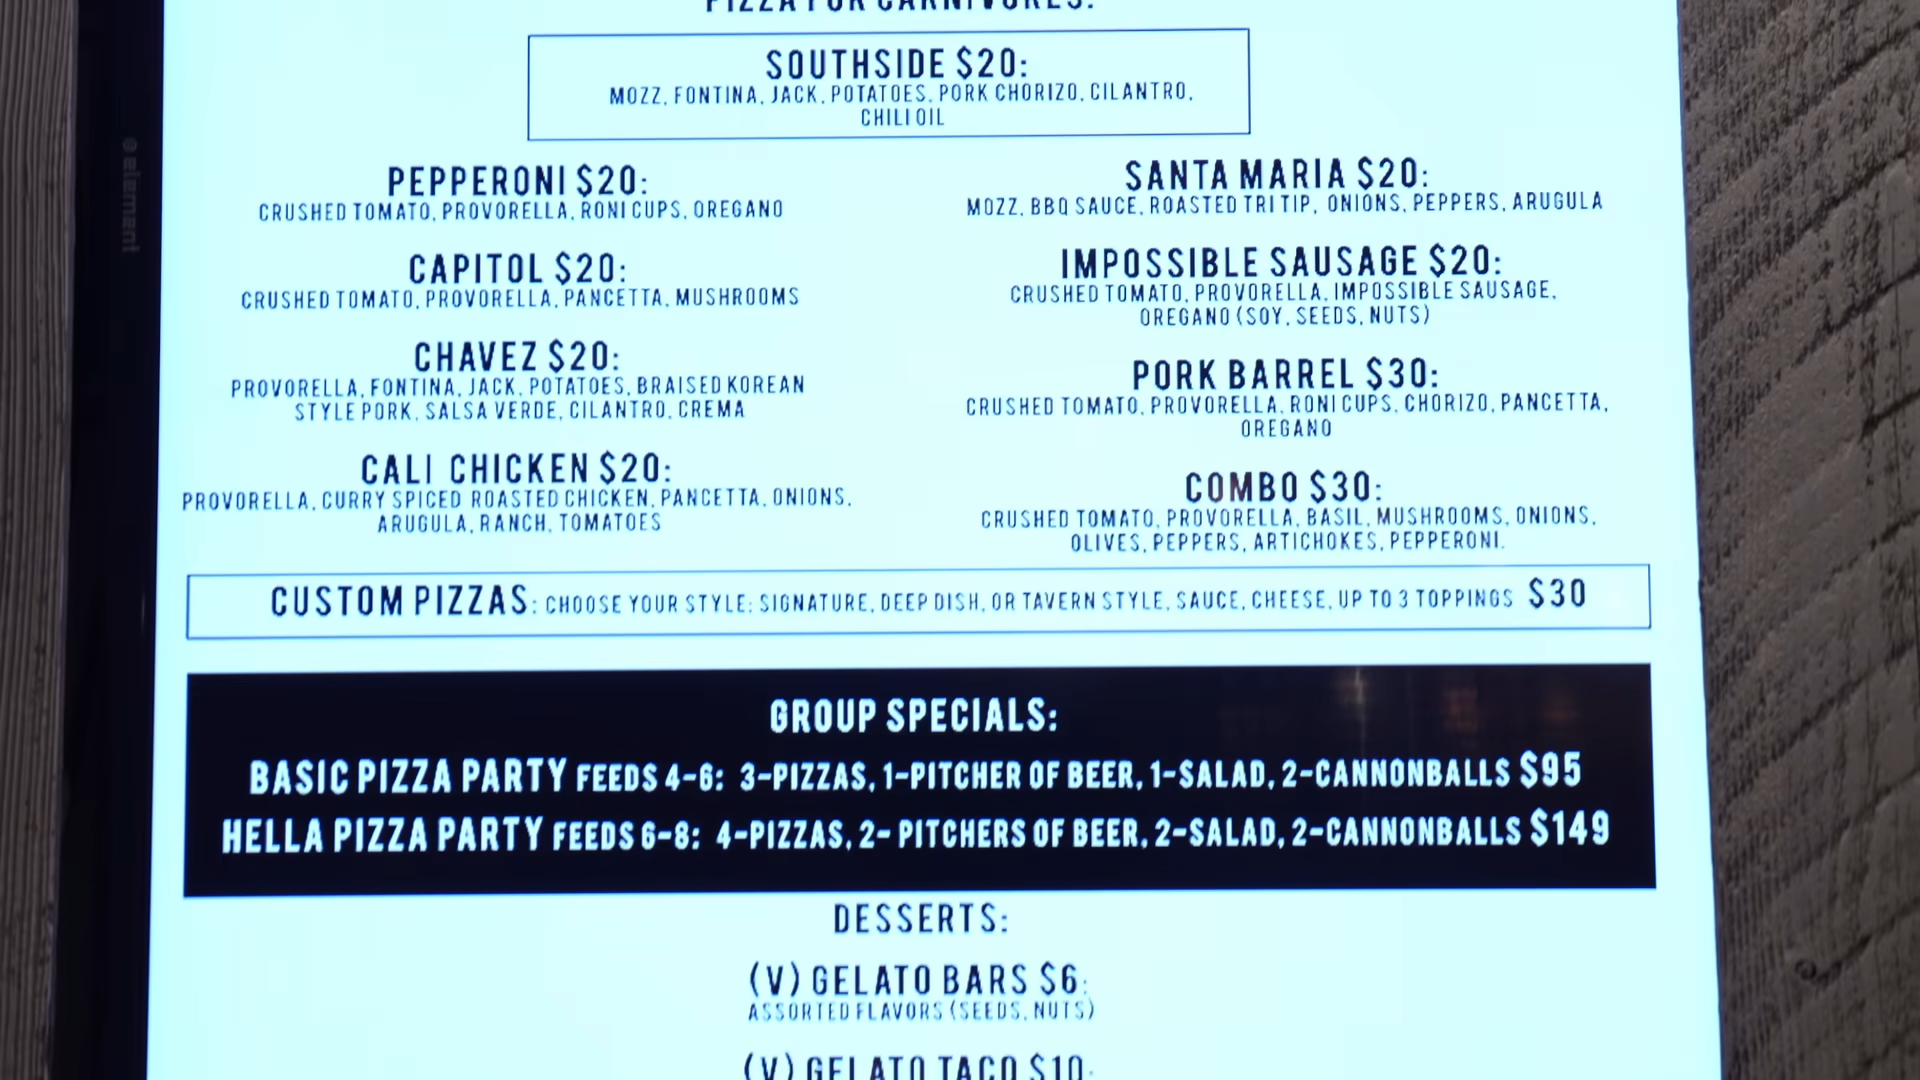 PIZZA FOR CARNIVORES:
SOUTHSIDE $20:
MOZZ, FONTINA, JACK, POTATOES, PORK CHORIZO, CILANTRO,
CHILI OIL
PEPPERONI $20:
CRUSHED TOMATO, PROVORELLA, RONI CUPS, OREGANO
CAPITOL $20:
CRUSHED TOMATO, PROVORELLA, PANCETTA, MUSHROOMS
CHAVEZ $20:
PROVORELLA, FONTINA, JACK, POTATOES, BRAISED KOREAN
STYLE PORK, SALSA VERDE, CILANTRO, CREMA
CALI CHICKEN $20:
PROVORELLA, CURRY SPICED ROASTED CHICKEN, PANCETTA, ONIONS,
ARUGULA, RANCH, TOMATOES
SANTA MARIA $20:
MOZZ, BBQ SAUCE, ROASTED TRI TIP, ONIONS, PEPPERS, ARUGULA
IMPOSSIBLE SAUSAGE $20:
CRUSHED TOMATO, PROVORELLA, IMPOSSIBLE SAUSAGE,
OREGANO (SOY, SEEDS, NUTS)
PORK BARREL $30:
CRUSHED TOMATO, PROVORELLA, RONI CUPS, CHORIZO, PANCETTA,
OREGANO
COMBO $30:
CRUSHED TOMATO, PROVORELLA, BASIL, MUSHROOMS, ONIONS,
OLIVES, PEPPERS, ARTICHOKES, PEPPERONI.
CUSTOM PIZZAS: CHOOSE YOUR STYLE: SIGNATURE, DEEP DISH, OR TAVERN STYLE, SAUCE, CHEESE, UP TO 3 TOPPINGS $30
GROUP SPECIALS:
BASIC PIZZA PARTY FEEDS 4-6: 3-PIZZAS, 1-PITCHER OF BEER, 1-SALAD, 2-CANNONBALLS $95
HELLA PIZZA PARTY FEEDS 6-8: 4-PIZZAS, 2- PITCHERS OF BEER, 2-SALAD, 2-CANNONBALLS $149
DESSERTS:
(V) GELATO BARS $6:
ASSORTED FLAVORS (SEEDS, NUTS)
(V) GELATO TACO $10:
element